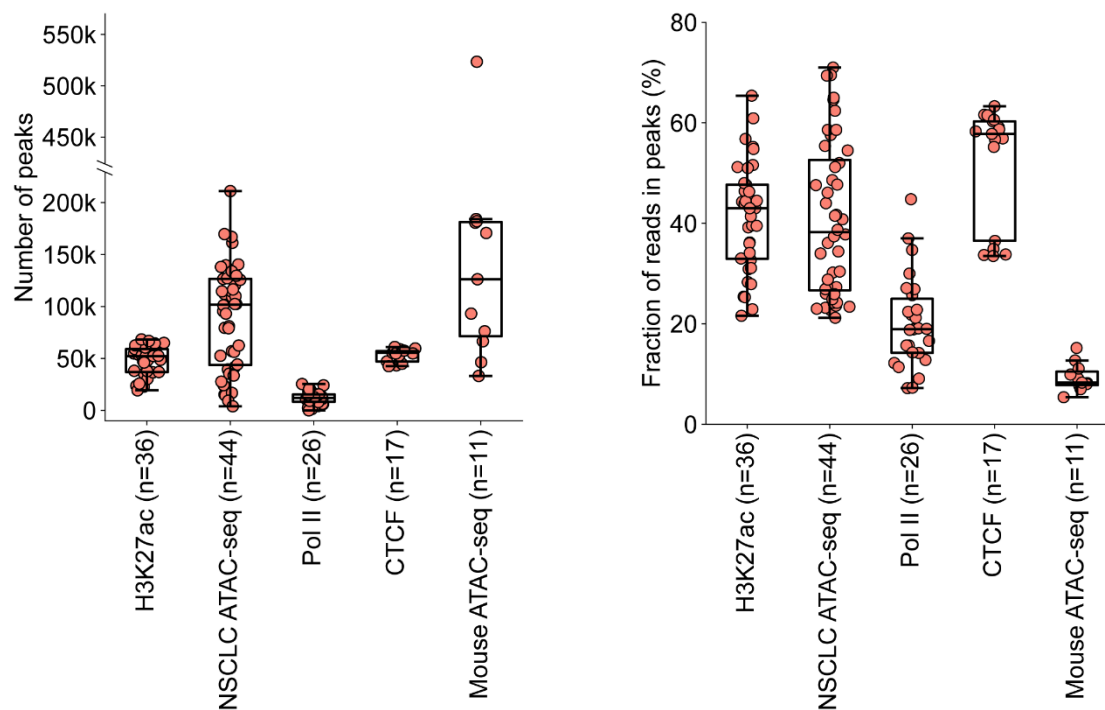 Number of peaks
550k
500k
450k
200k
150k
100k
50k
0
H3K27ac (n=36)
NSCLC ATAC-seq (n=44)
Pol II (n=26)
CTCF (n=17)
Mouse ATAC-seq (n=11)
Fraction of reads in peaks (%)
80
60
40
20
0
H3K27ac (n=36)
NSCLC ATAC-seq (n=44)
Pol II (n=26)
CTCF (n=17)
Mouse ATAC-seq (n=11)